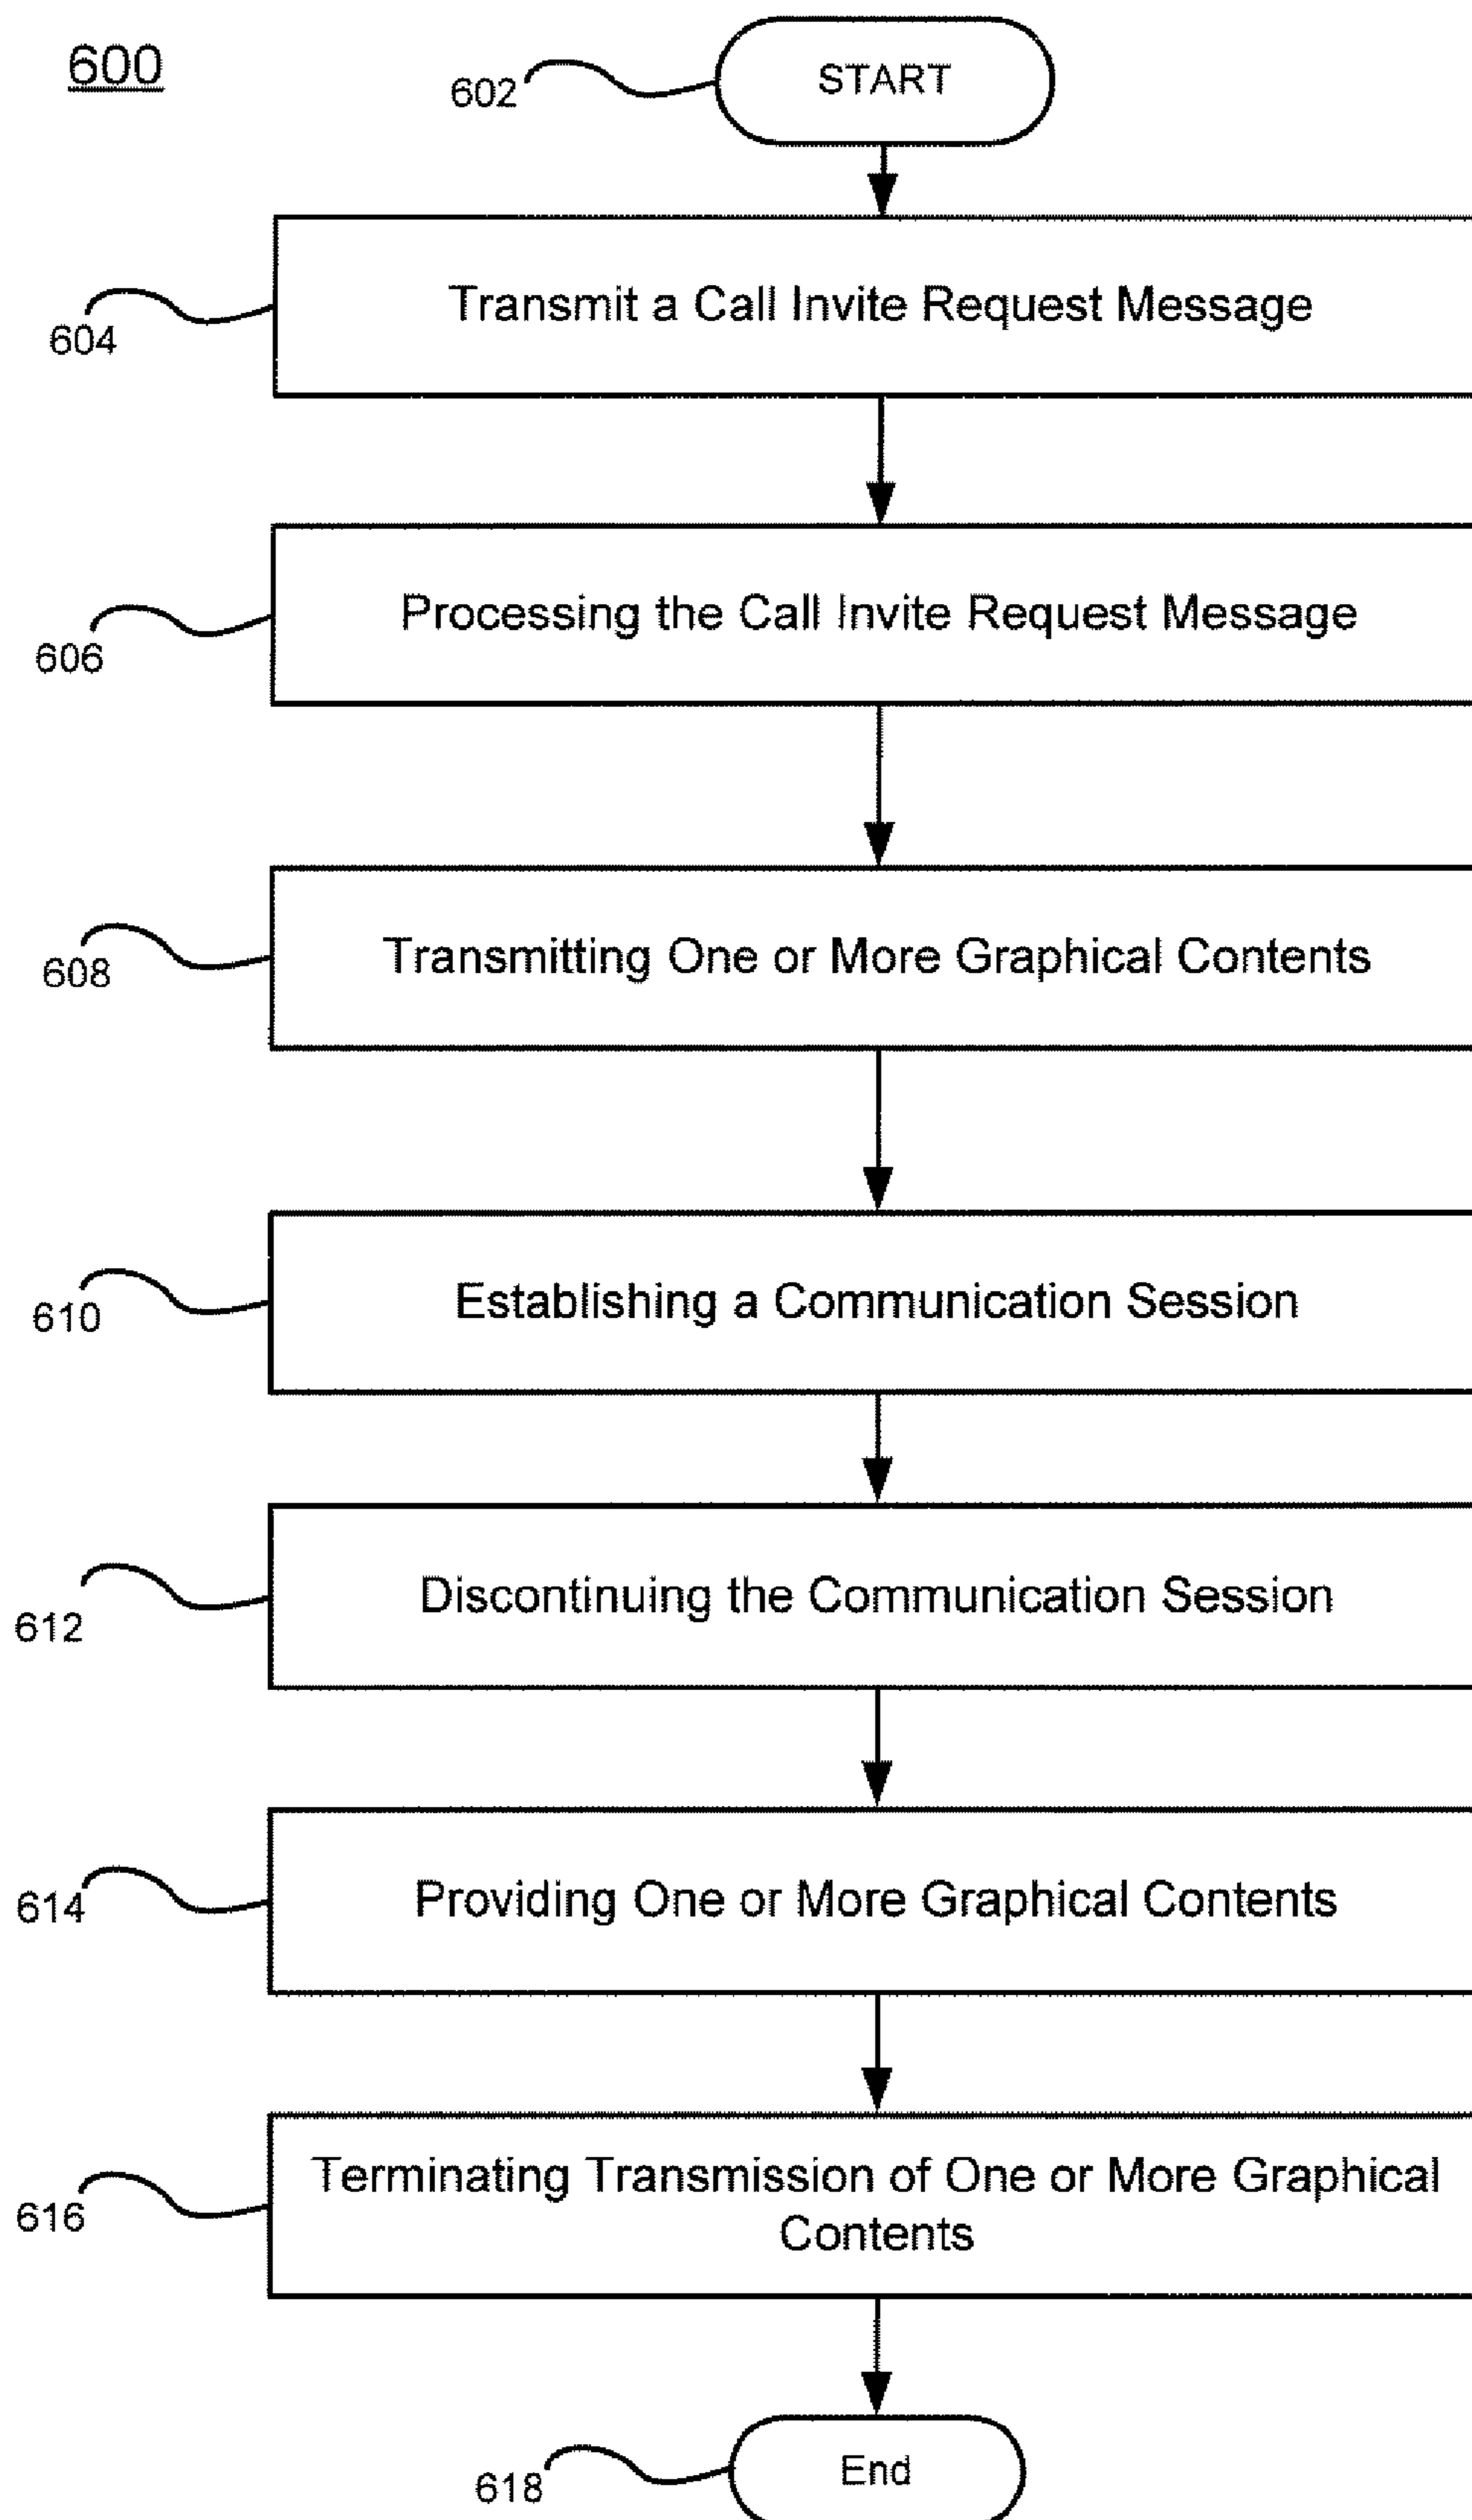 600
602
START
604
Transmit a Call Invite Request Message
606
Processing the Call Invite Request Message
608
Transmitting One or More Graphical Contents
610
Establishing a Communication Session
612
Discontinuing the Communication Session
614
Providing One or More Graphical Contents
616
Terminating Transmission of One or More Graphical
Contents
618
End